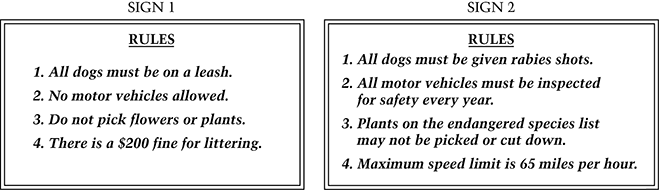 SIGN 1
RULES
1. All dogs must be on a leash.
2. No motor vehicles allowed.
3. Do not pick flowers or plants.
4. There is a $200 fine for littering.
SIGN 2
RULES
1. All dogs must be given rabies shots.
2. All motor vehicles must be inspected
for safety every year.
3. Plants on the endangered species list
may not be picked or cut down.
4. Maximum speed limit is 65 miles per hour.